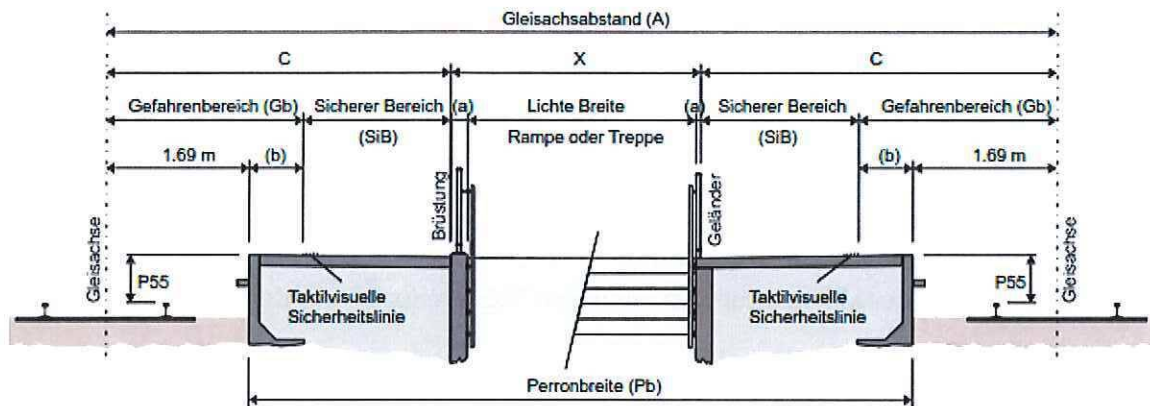 Gleisachsabstand (A)
C
X
C
Gefahrenbereich (Gb)
Sicherer Bereich
(a)
Lichte Breite
(a)
Sicherer Bereich
Gefahrenbereich (Gb)
(SiB)
Rampe oder Treppe
(SiB)
1.69 m
(b)
(b)
1.69 m
Gleisachse
Brüstung
Geländer
Gleisachse
P55
P55
Taktilvisuelle
Sicherheitslinie
Taktilvisuelle
Sicherheitslinie
Perronbreite (Pb)